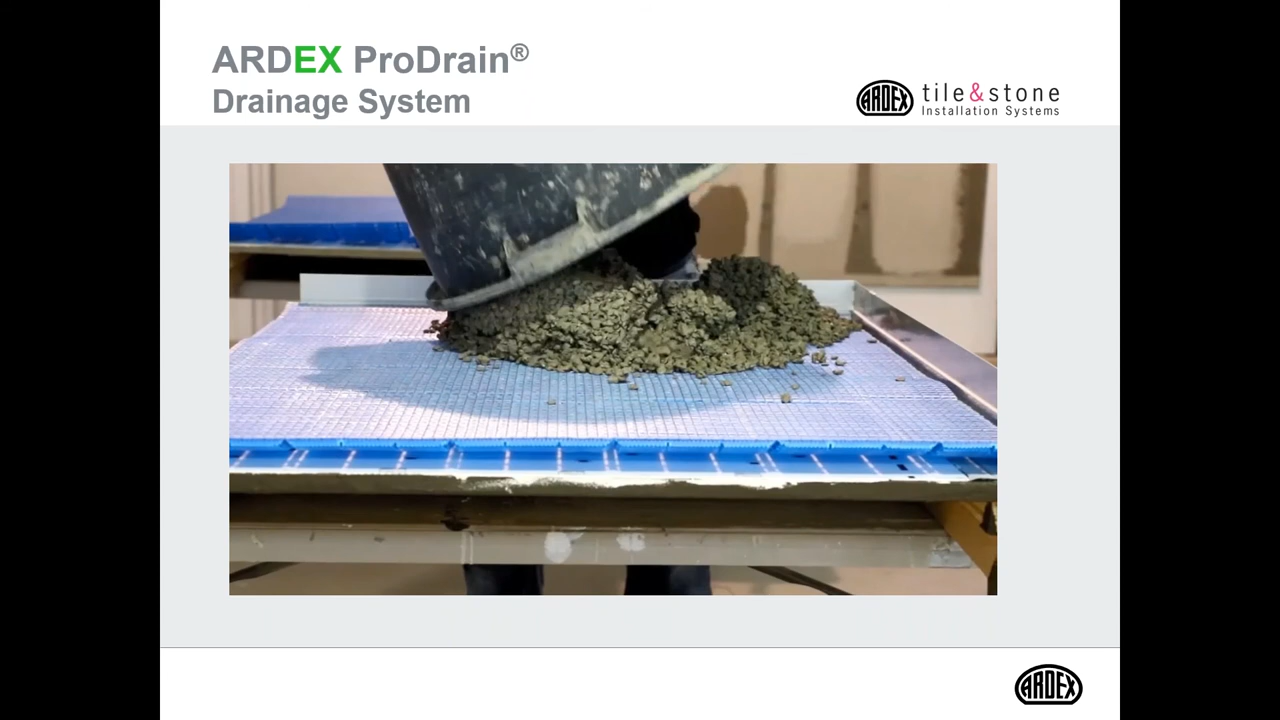 ARDEX ProDrain®
Drainage System
ARDEX
tile&stone
Installation Systems
ARDEX